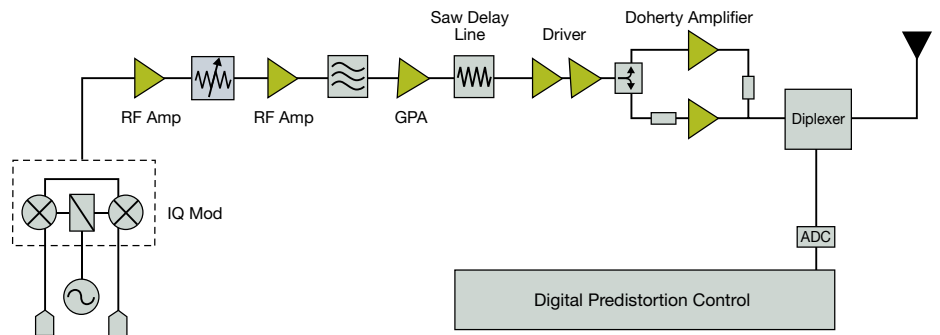 Saw Delay
Line
Driver
Doherty Amplifier
RF Amp
RF Amp
GPA
Diplexer
IQ Mod
ADC
Digital Predistortion Control